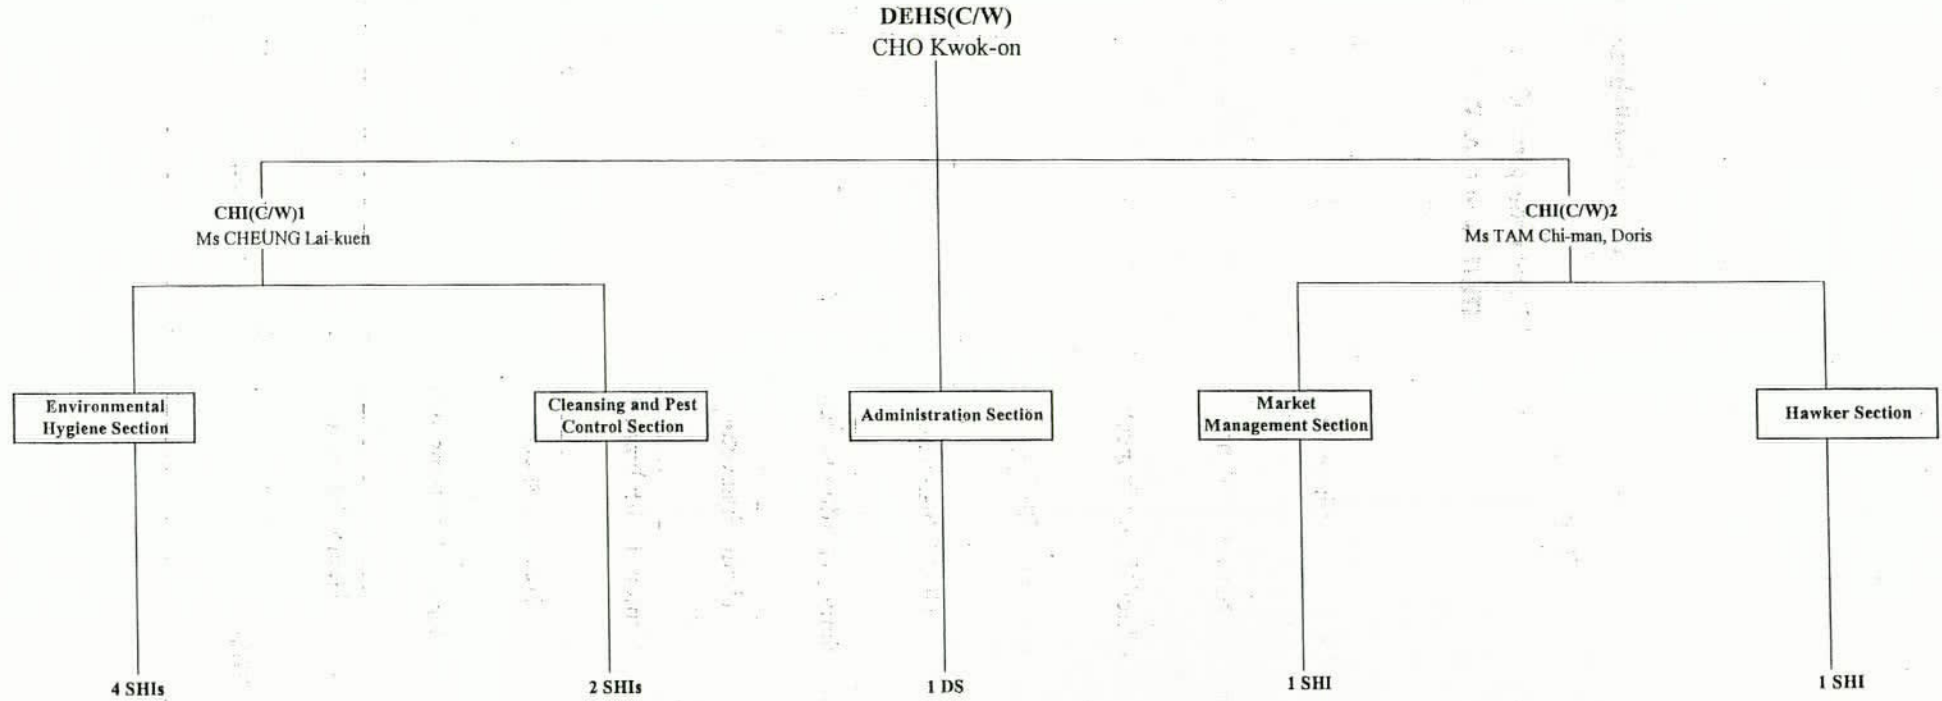 DEHS(C/W)
CHO Kwok-on
CHI(C/W)1
Ms CHEUNG Lai-kuen
CHI(C/W)2
Ms TAM Chi-man, Doris
Environmental
Hygiene Section
Cleansing and Pest
Control Section
Administration Section
Market
Management Section
Hawker Section
4 SHIs
2 SHIs
1 DS
1 SHI
1 SHI